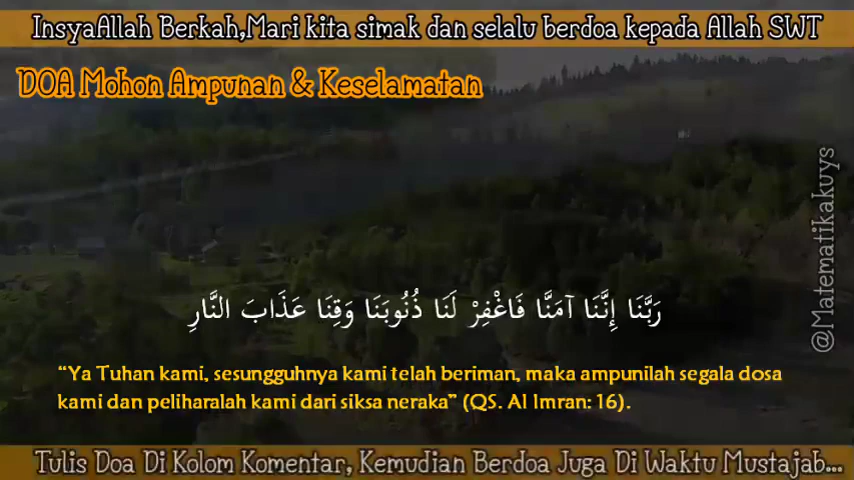 InsyaAllah Berkah,Mari kita simak dan selalu berdoa kepada Allah SWT
DOA Mohon Ampunan & Keselamatan
@Matematikakuys
رَبَّنَا إِنَّنَا آمَنَّا فَاغْفِرْ لَنَا ذُنُوبَنَا وَقِنَا عَذَابَ النَّارِ
“Ya Tuhan kami, sesungguhnya kami telah beriman, maka ampunilah segala dosa
kami dan peliharalah kami dari siksa neraka” (QS. Al Imran: 16).
Tulis Doa Di Kolom Komentar, Kemudian Berdoa Juga Di Waktu Mustajab...